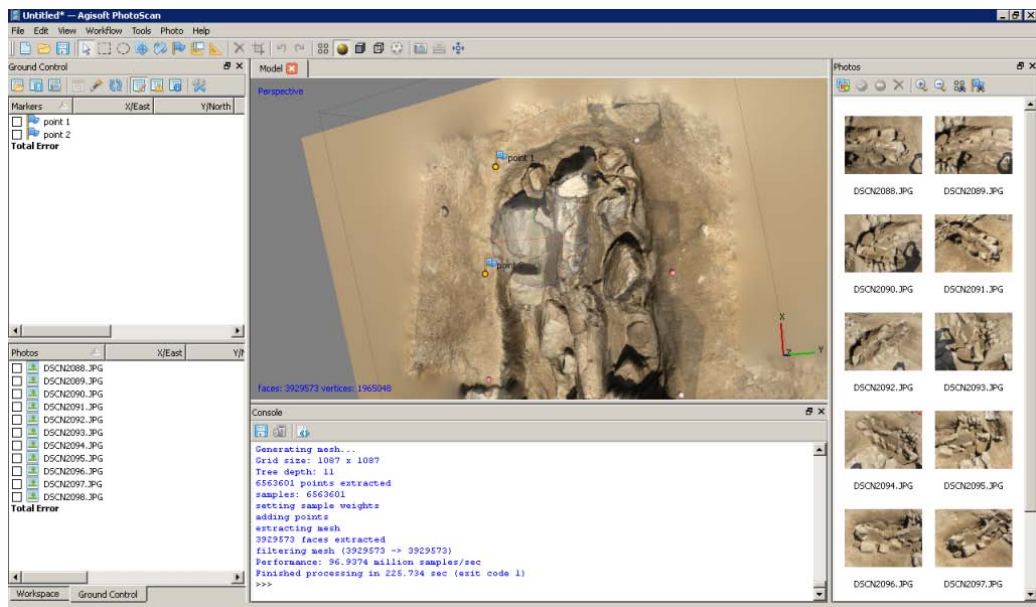 Untitled* — Agisoft PhotoScan
File Edit View Workflow Tools Photo Help
Ground Control
Markers X/East Y/North
point 1
point 2
Total Error
Photos X/East Y/
DSCN2088.JPG
DSCN2089.JPG
DSCN2090.JPG
DSCN2091.JPG
DSCN2092.JPG
DSCN2093.JPG
DSCN2094.JPG
DSCN2095.JPG
DSCN2096.JPG
DSCN2097.JPG
DSCN2098.JPG
Total Error
Workspace Ground Control
Model
Perspective
point 1
point
X
Z Y
faces: 3929573 vertices: 1965048
Console
Generating mesh...
Grid size: 1087 x 1087
Tree depth: 11
6563601 points extracted
samples: 6563601
setting sample weights
adding points
extracting mesh
3929573 faces extracted
filtering mesh (3929573 -> 3929573)
Performance: 96.9374 million samples/sec
Finished processing in 225.734 sec (exit code 1)
>>>
Photos
DSCN2088.JPG DSCN2089.JPG
DSCN2090.JPG DSCN2091.JPG
DSCN2092.JPG DSCN2093.JPG
DSCN2094.JPG DSCN2095.JPG
DSCN2096.JPG DSCN2097.JPG